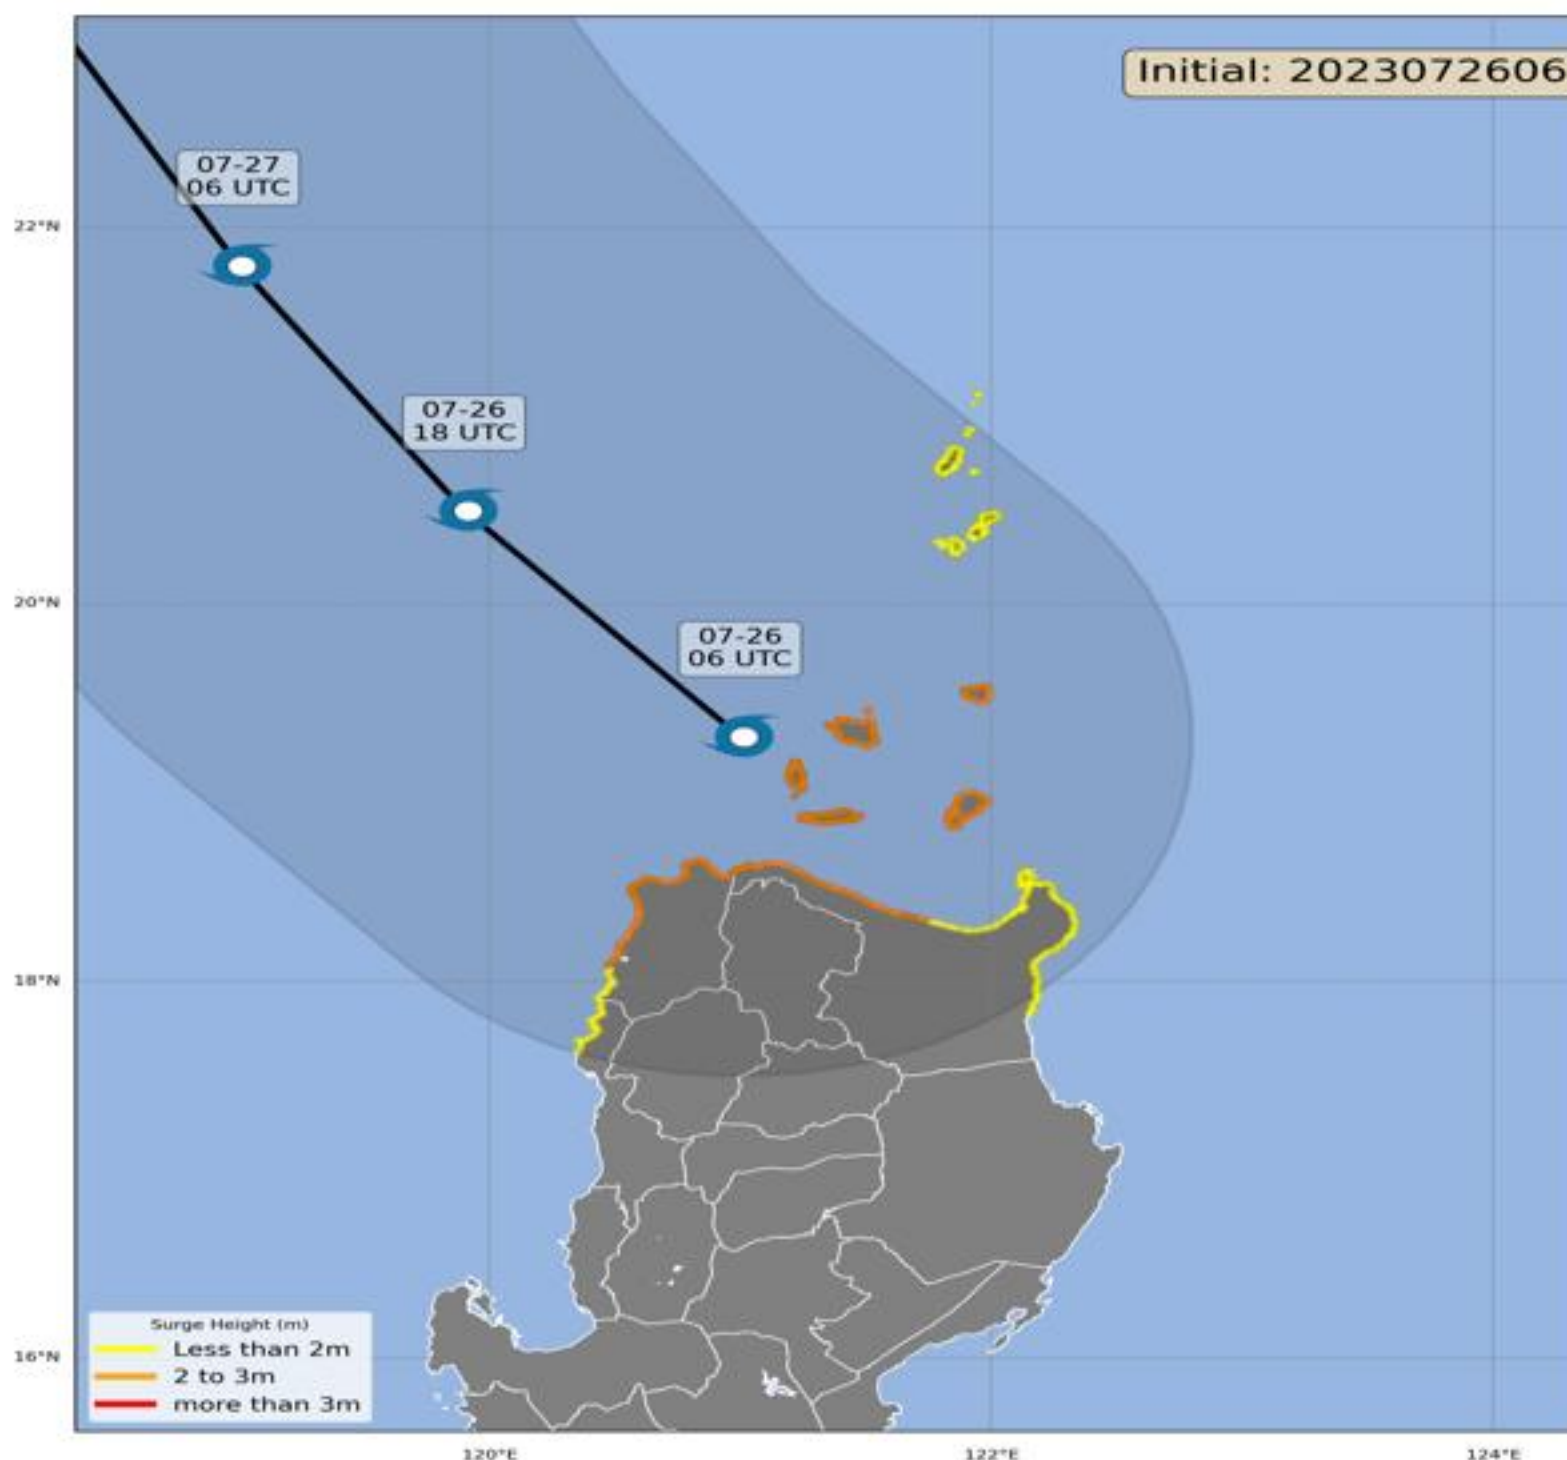 Initial: 2023072606
07-27
06 UTC
22°N
07-26
18 UTC
20°N
07-26
06 UTC
18°N
16°N
Surge Height (m)
Less than 2m
2 to 3m
more than 3m
120°E
122°E
124°E